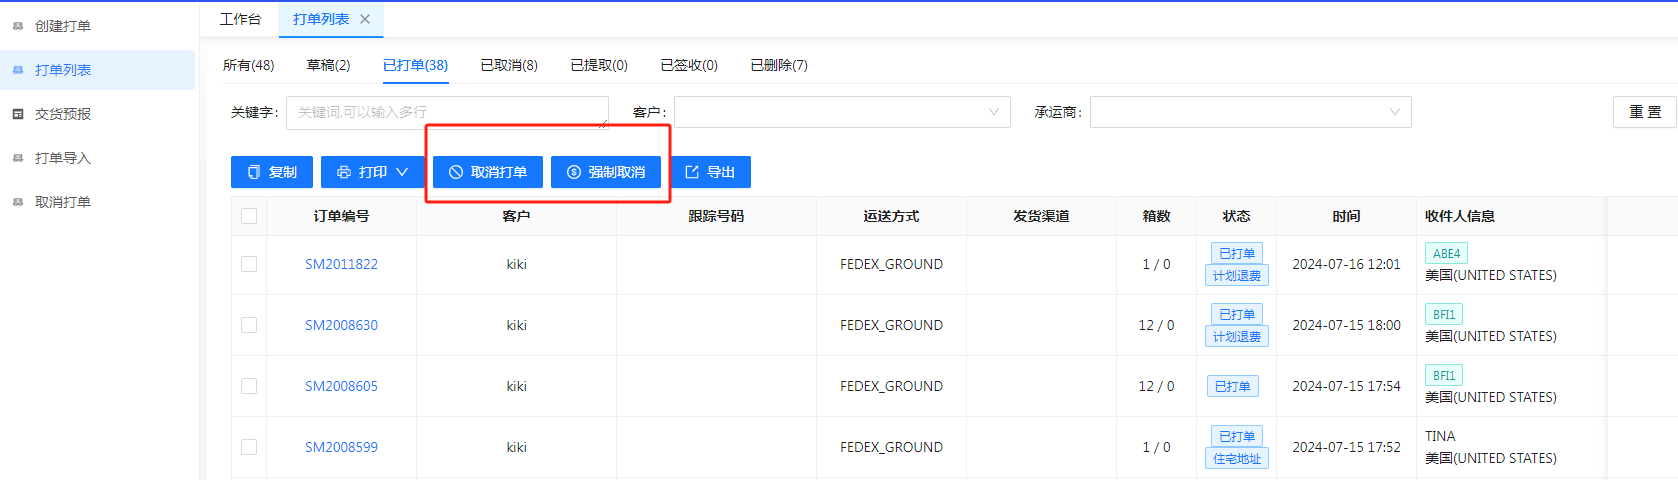 创建打单
打单列表
交货预报
打单导入
取消打单
工作台 打单列表
所有(48) 草稿(2) 已打单(38) 已取消(8) 已提取(0) 已签收(0) 已删除(7)
关键字: 关键词,可以输入多行 客户: 承运商: 重 置
复制 打印 取消打单 强制取消 导出
订单编号 客户 跟踪号码 运送方式 发货渠道 箱数 状态 时间 收件人信息
SM2011822 kiki FEDEX_GROUND 1 / 0 已打单 计划退费 2024-07-16 12:01 ABE4
美国(UNITED STATES)
SM2008630 kiki FEDEX_GROUND 12 / 0 已打单 计划退费 2024-07-15 18:00 BFI1
美国(UNITED STATES)
SM2008605 kiki FEDEX_GROUND 12 / 0 已打单 2024-07-15 17:54 BFI1
美国(UNITED STATES)
SM2008599 kiki FEDEX_GROUND 1 / 0 已打单 住宅地址 2024-07-15 17:52 TINA
美国(UNITED STATES)